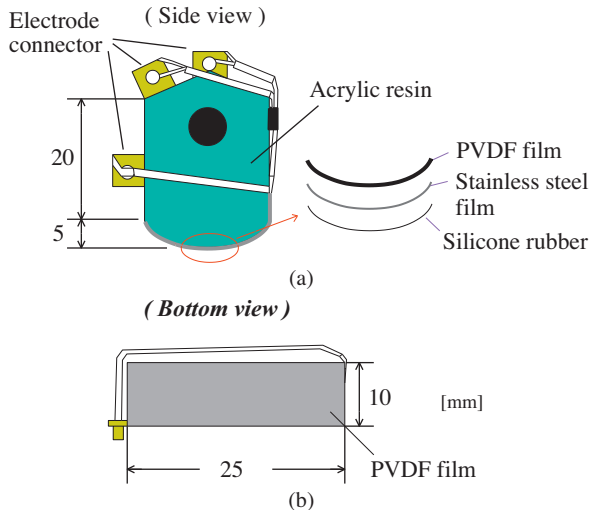 ( Side view )
Electrode
connector
Acrylic resin
20
5
PVDF film
Stainless steel
film
Silicone rubber
(a)
( Bottom view )
10
[mm]
25
PVDF film
(b)